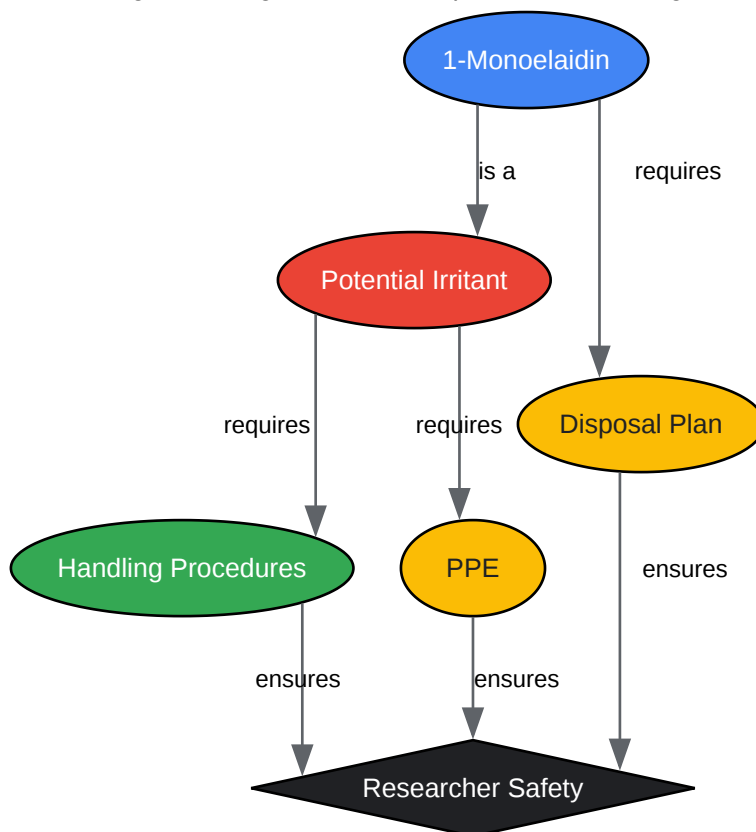 1-Monoelaidin
is a
requires
Potential Irritant
requires
requires
Disposal Plan
Handling Procedures
PPE
ensures
ensures
ensures
Researcher Safety